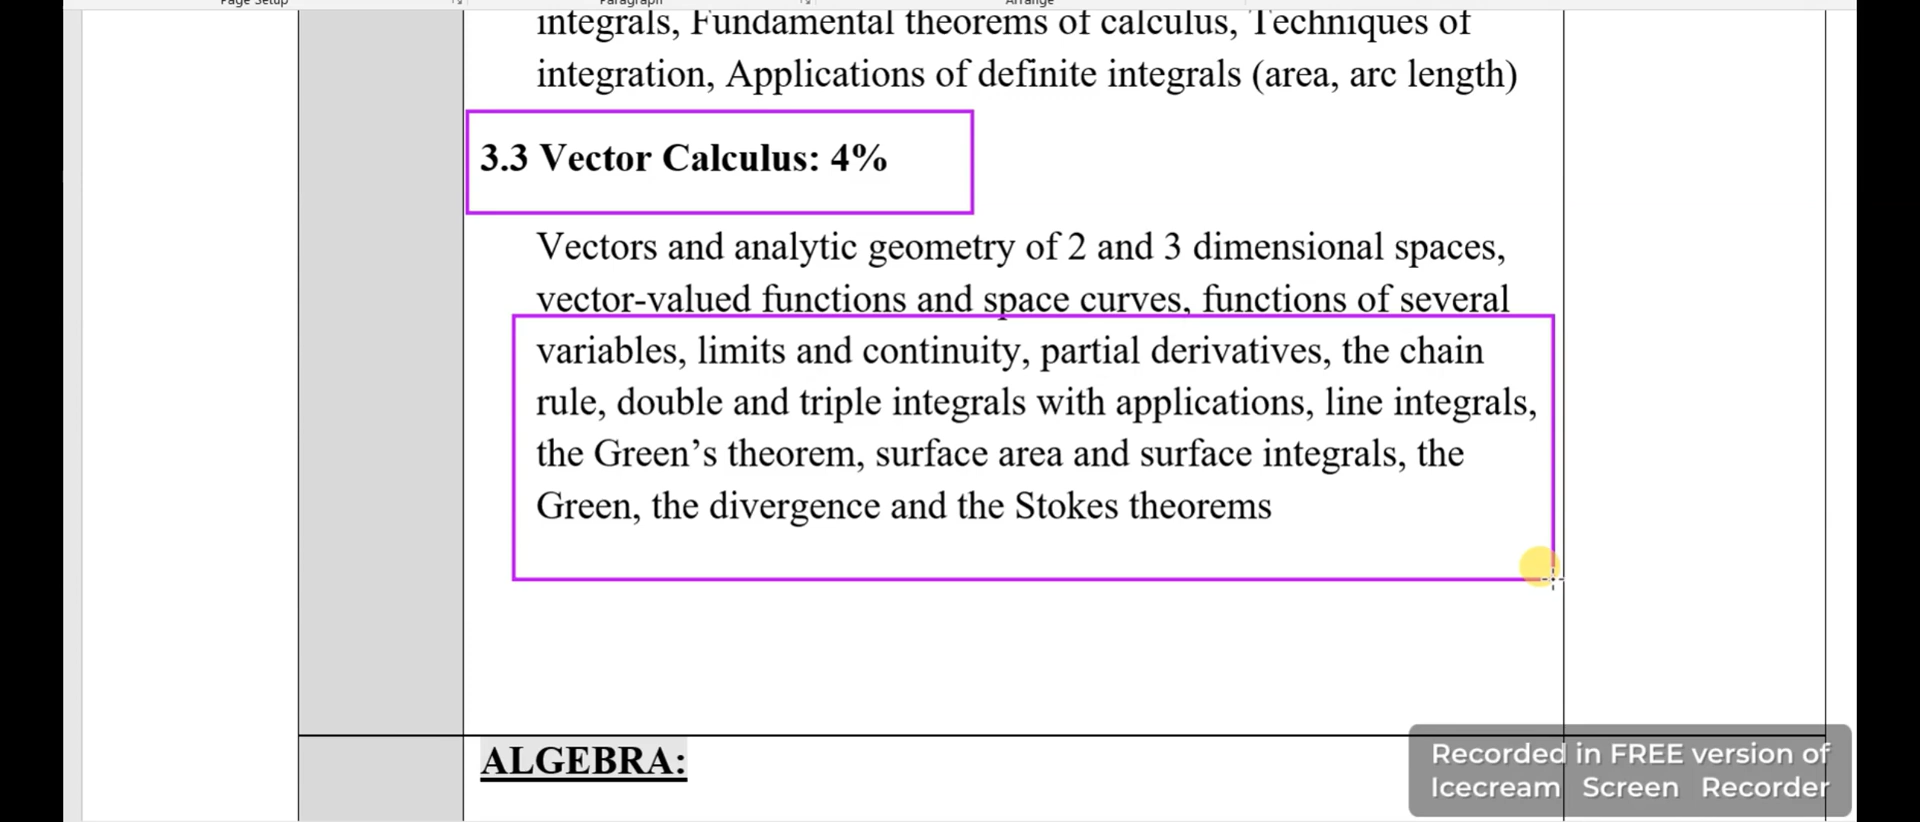 Page Setup Paragraph Arrange
integrals, Fundamental theorems of calculus, Techniques of
integration, Applications of definite integrals (area, arc length)
3.3 Vector Calculus: 4%
Vectors and analytic geometry of 2 and 3 dimensional spaces,
vector-valued functions and space curves, functions of several
variables, limits and continuity, partial derivatives, the chain
rule, double and triple integrals with applications, line integrals,
the Green’s theorem, surface area and surface integrals, the
Green, the divergence and the Stokes theorems
ALGEBRA:
Recorded in FREE version of
Icecream Screen Recorder